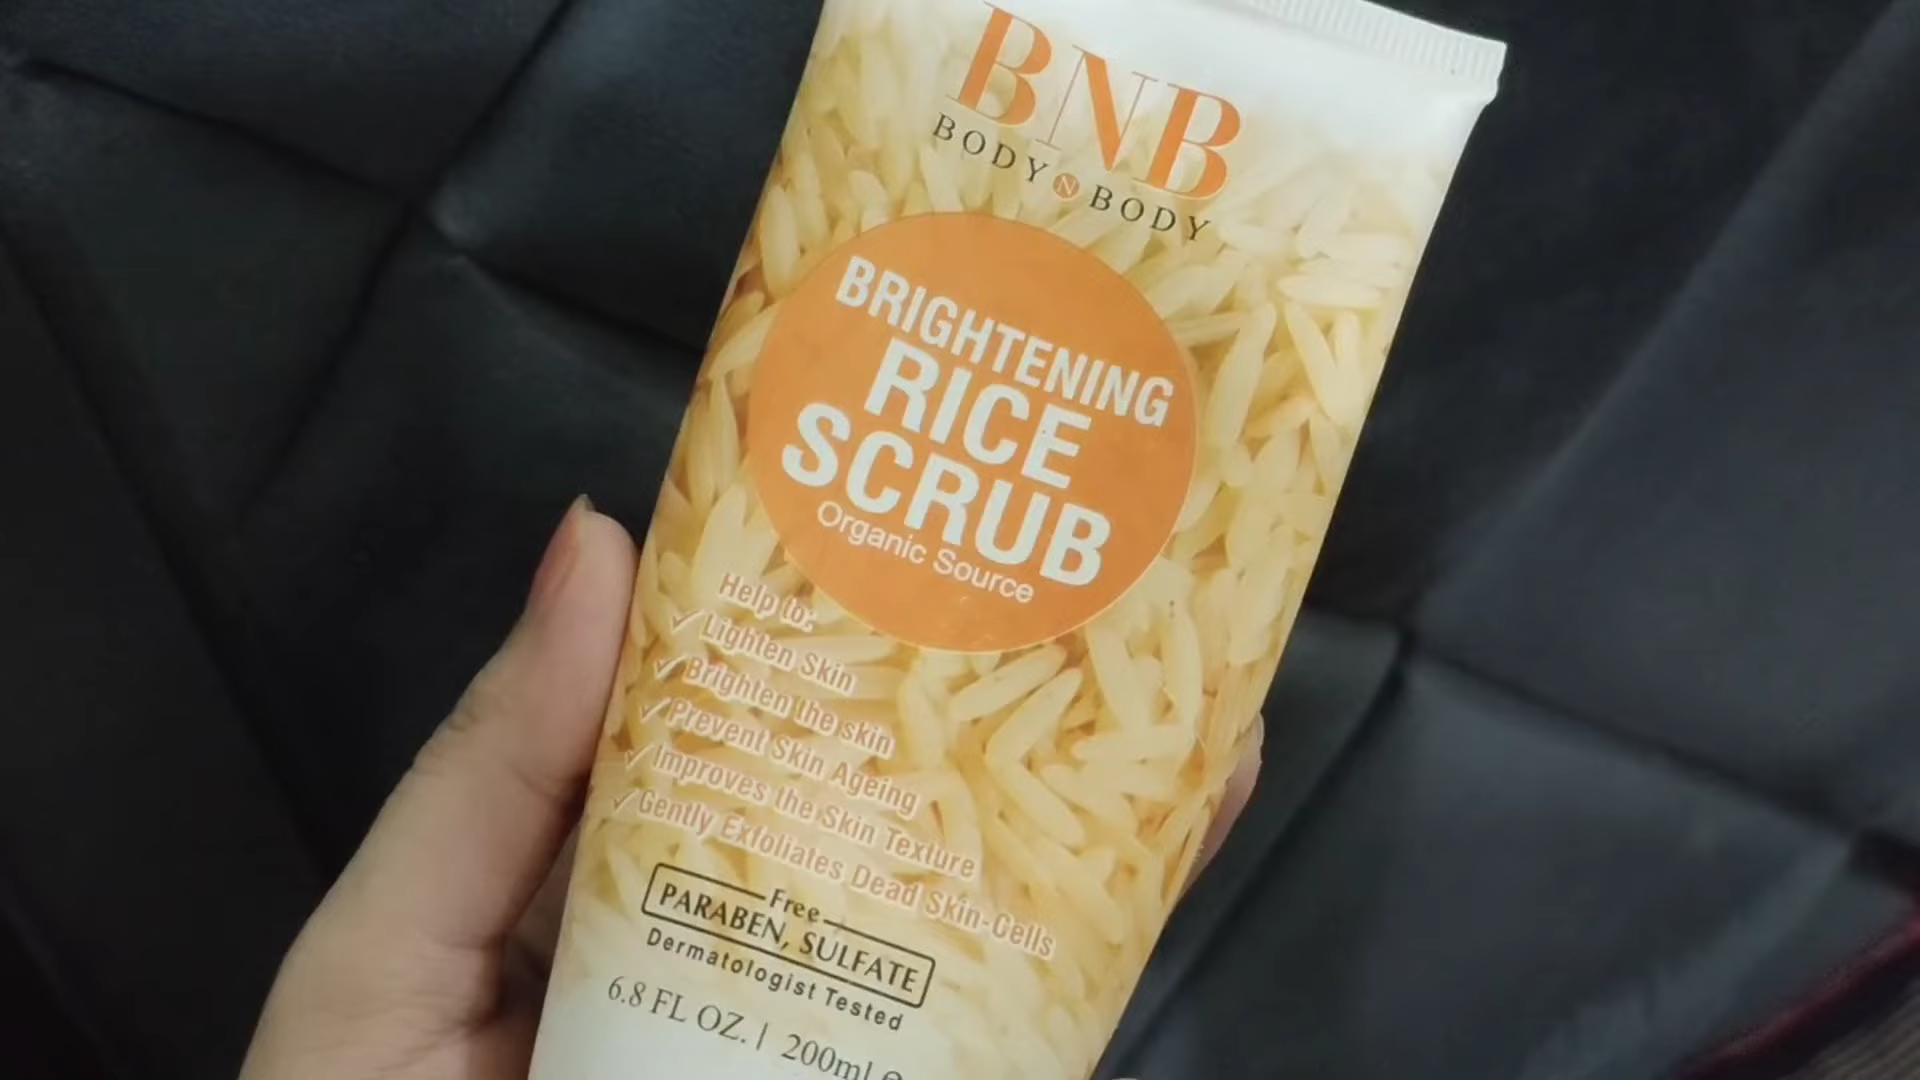 BNB
BODY N BODY
BRIGHTENING
RICE
SCRUB
Organic Source
Help to:
✓ Lighten Skin
✓ Brighten the skin
✓ Prevent Skin Ageing
✓ Improves the Skin Texture
✓ Gently Exfoliates Dead Skin-Cells
Free
PARABEN, SULFATE
Dermatologist Tested
6.8 FL OZ. | 200ml